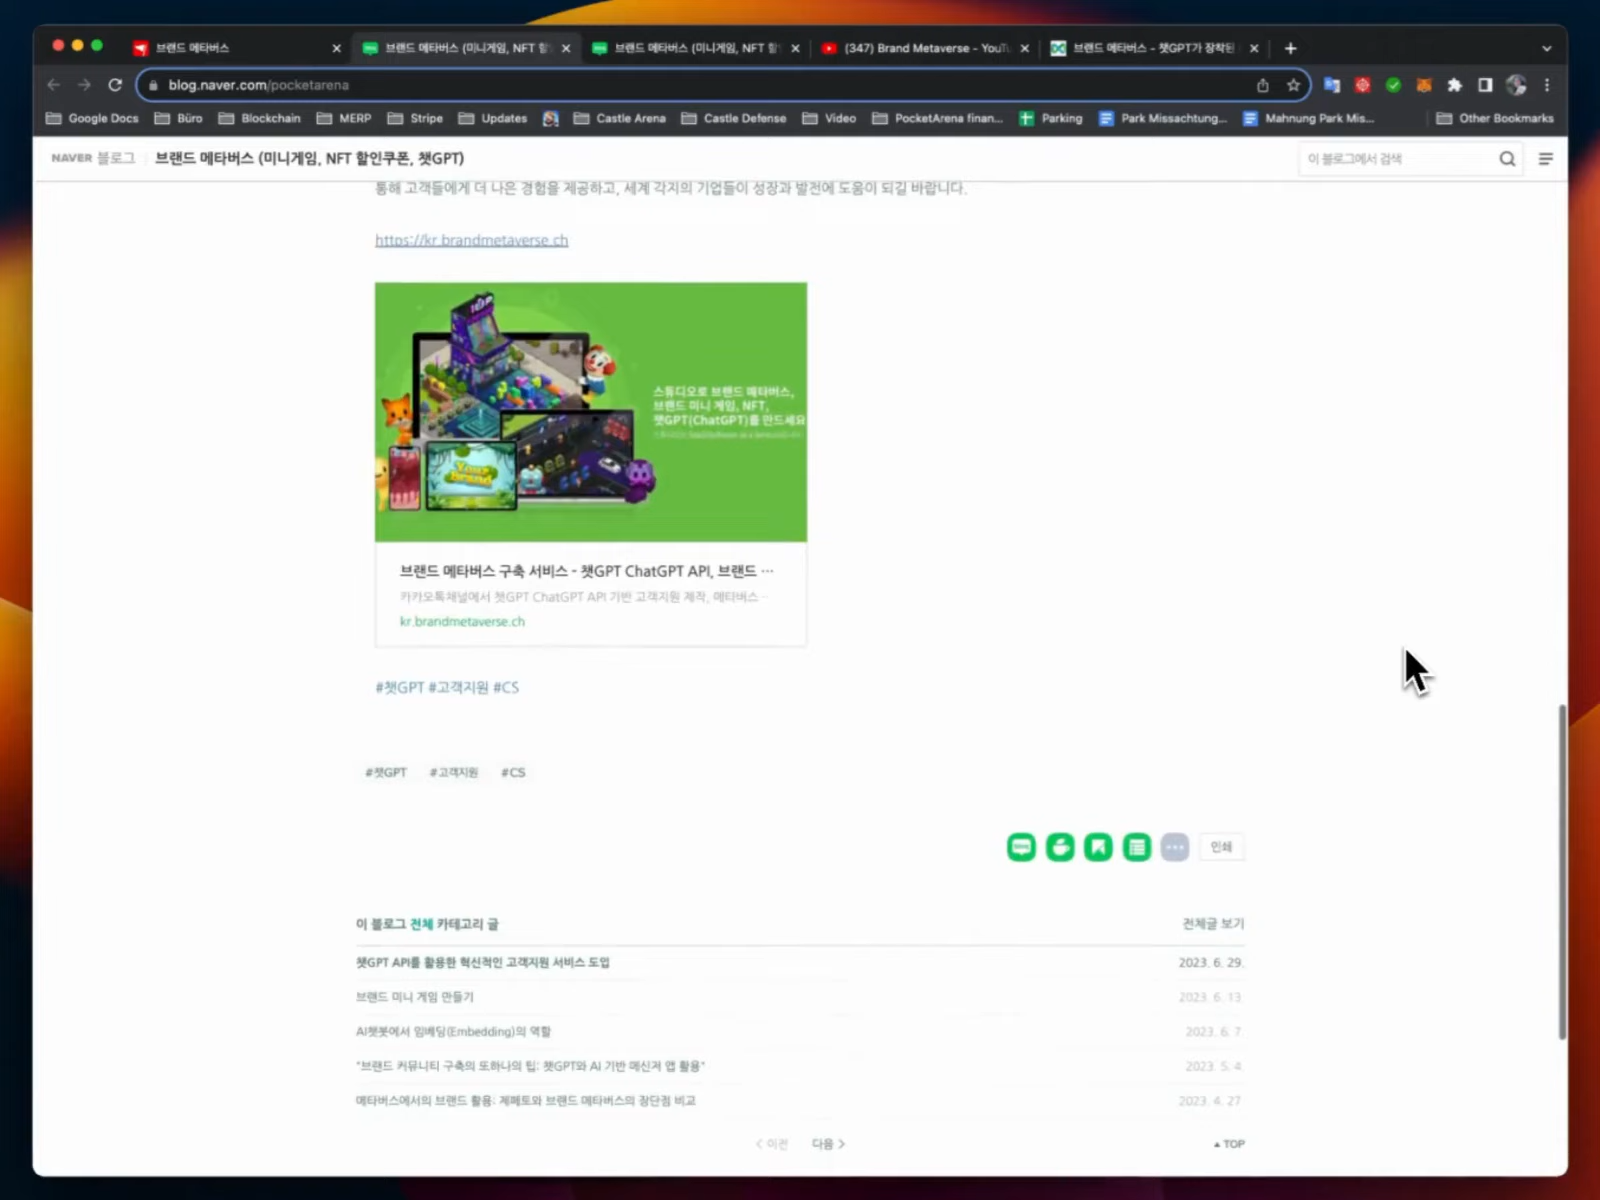 브랜드 메타버스
브랜드 메타버스 (미니게임, NFT 할
브랜드 메타버스 (미니게임, NFT 할
(347) Brand Metaverse - YouTu
브랜드 메타버스 - 챗GPT가 장착된
blog.naver.com/pocketarena
Google Docs
Büro
Blockchain
MERP
Stripe
Updates
Castle Arena
Castle Defense
Video
PocketArena finan...
Parking
Park Missachtung...
Mahnung Park Mis...
Other Bookmarks
NAVER 블로그
브랜드 메타버스 (미니게임, NFT 할인쿠폰, 챗GPT)
이 블로그에서 검색
통해 고객들에게 더 나은 경험을 제공하고, 세계 각지의 기업들이 성장과 발전에 도움이 되길 바랍니다.
https://kr.brandmetaverse.ch
스튜디오로 브랜드 메타버스,
브랜드 미니 게임, NFT,
챗GPT(ChatGPT)를 만드세요
Your Brand
브랜드 메타버스 구축 서비스 - 챗GPT ChatGPT API, 브랜드 ...
카카오톡채널에서 챗GPT ChatGPT API 기반 고객지원 제작, 메타버스 ...
kr.brandmetaverse.ch
#챗GPT #고객지원 #CS
#챗GPT #고객지원 #CS
인쇄
이 블로그 전체 카테고리 글
전체글 보기
챗GPT API를 활용한 혁신적인 고객지원 서비스 도입
2023. 6. 29.
브랜드 미니 게임 만들기
2023. 6. 13.
AI챗봇에서 임베딩(Embedding)의 역할
2023. 6. 7.
"브랜드 커뮤니티 구축의 또하나의 팁: 챗GPT와 AI 기반 메신저 앱 활용"
2023. 5. 4.
메타버스에서의 브랜드 활용: 제페토와 브랜드 메타버스의 장단점 비교
2023. 4. 27.
이전
다음
TOP